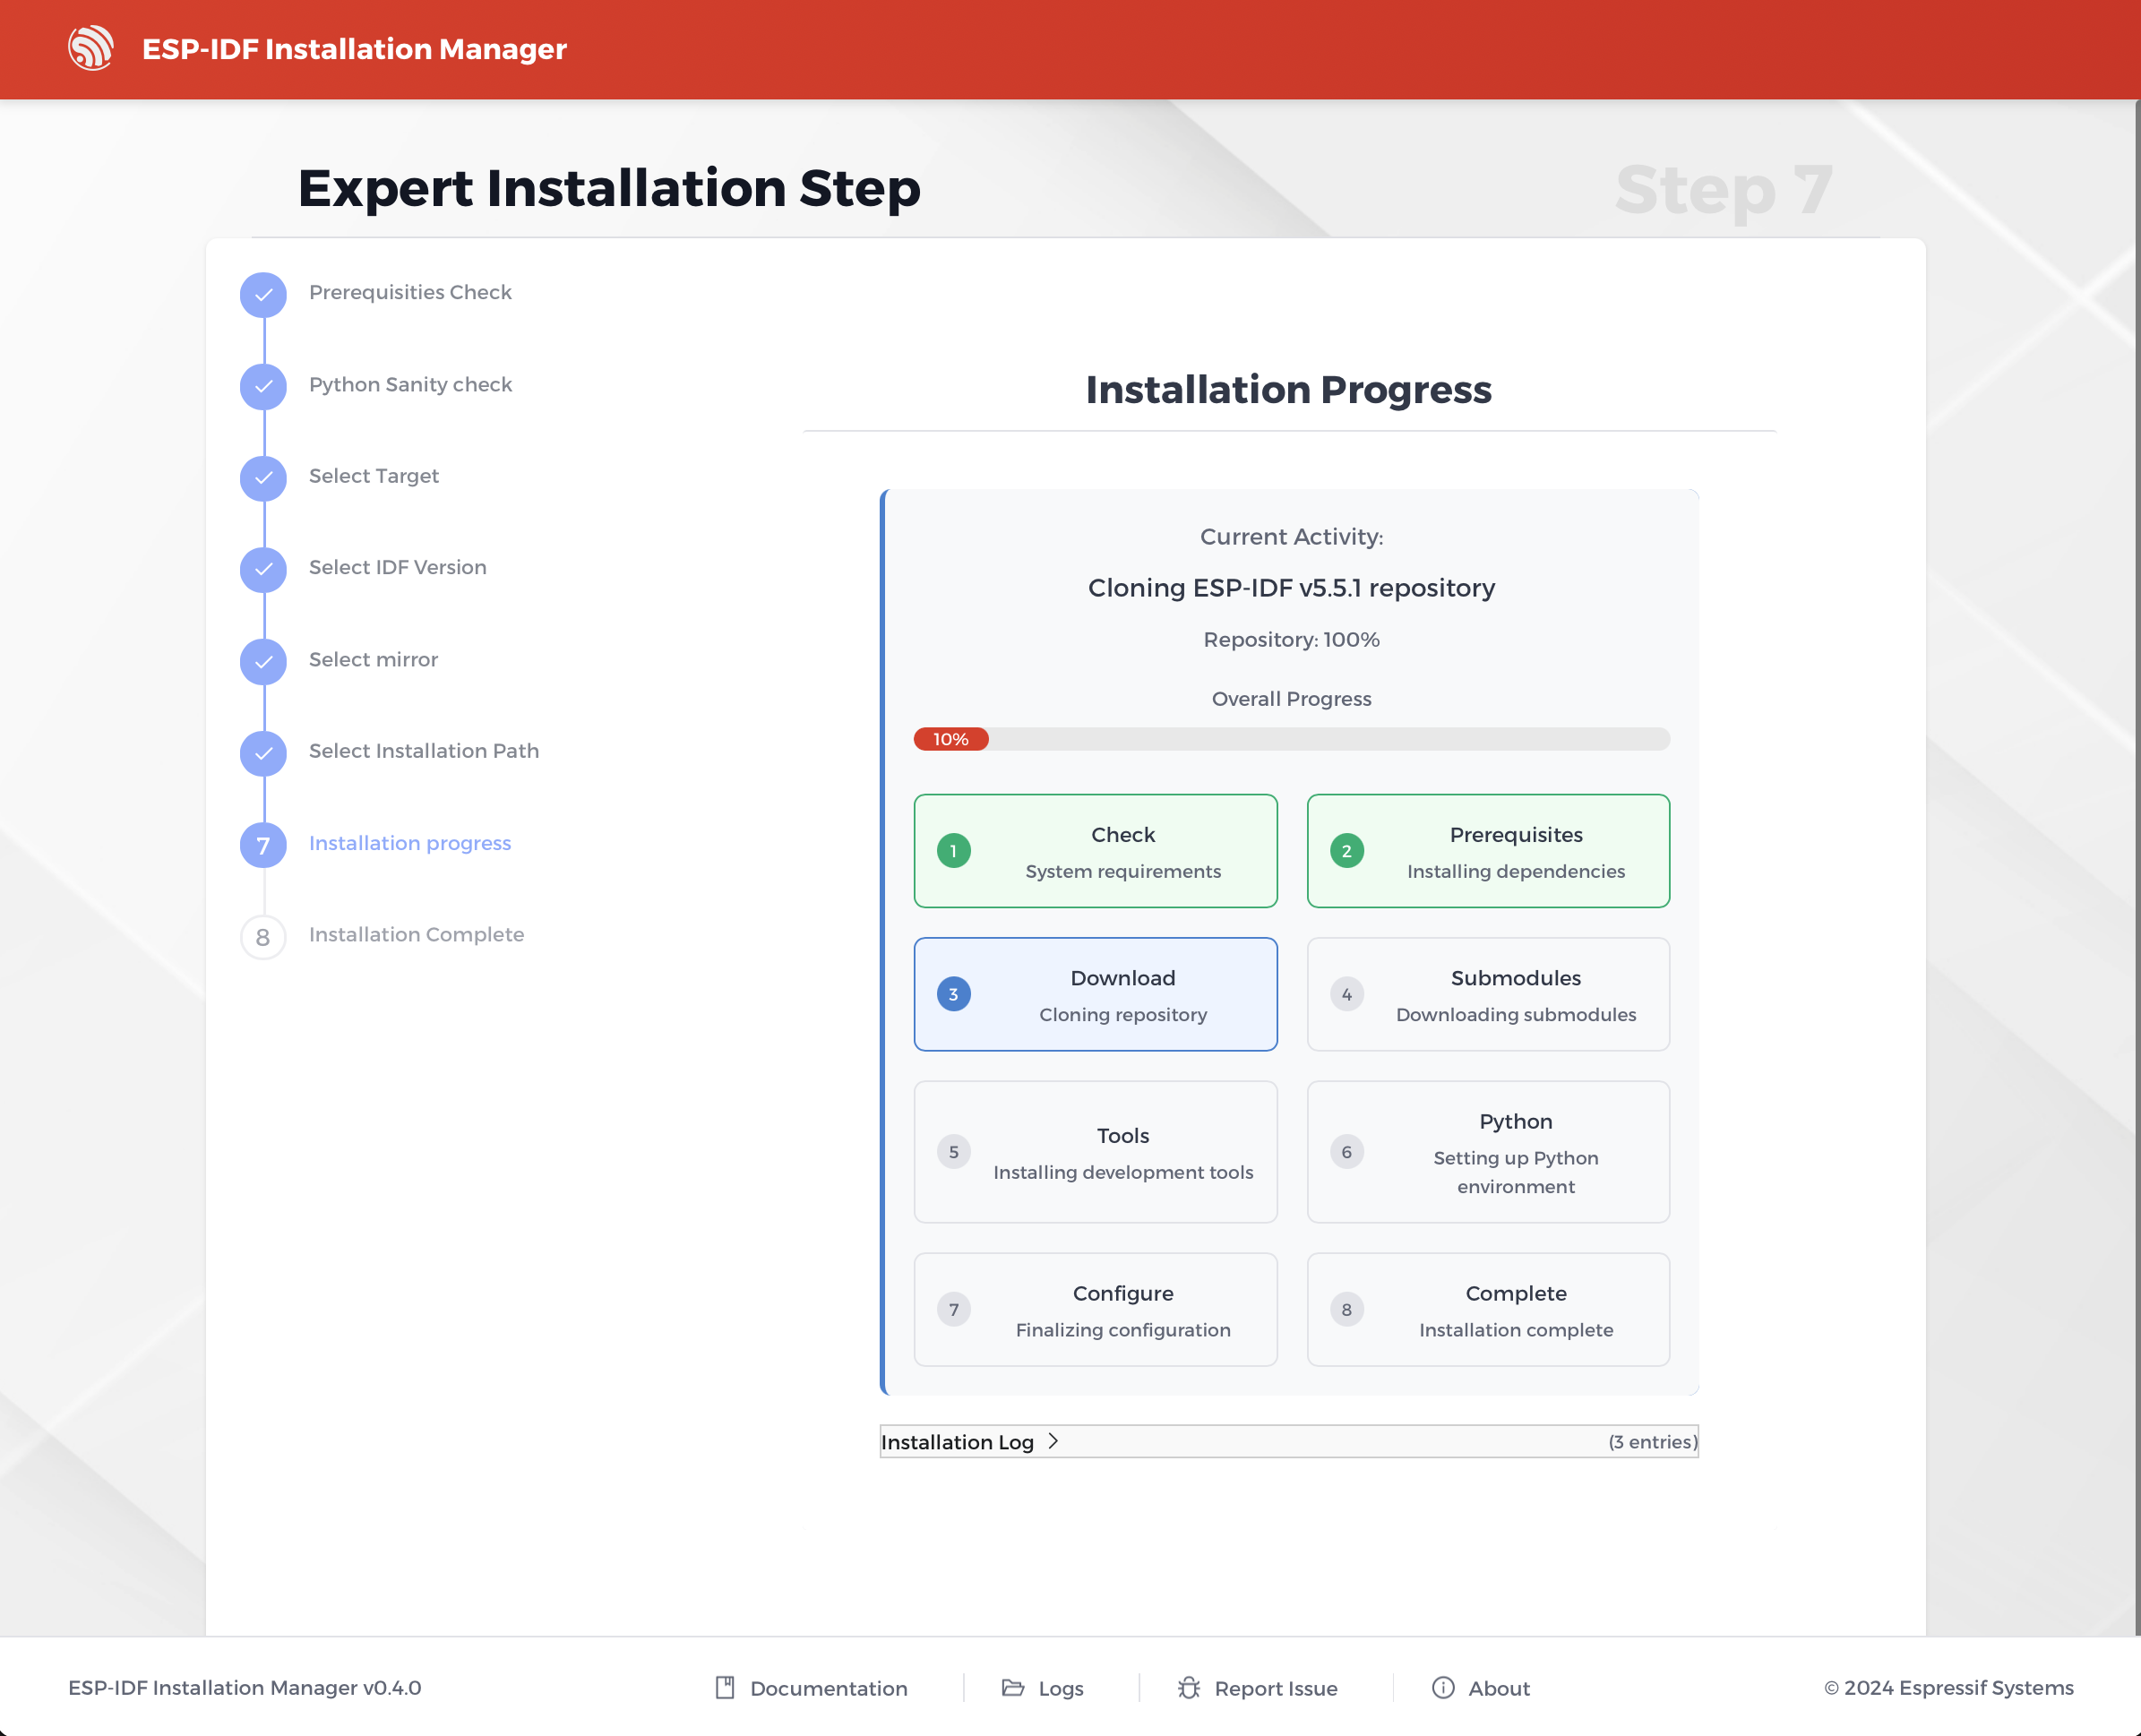 ESP-IDF Installation Manager
Expert Installation Step
Step 7
Prerequisities Check
Python Sanity check
Select Target
Select IDF Version
Select mirror
Select Installation Path
7
Installation progress
8
Installation Complete
Installation Progress
Current Activity:
Cloning ESP-IDF v5.5.1 repository
Repository: 100%
Overall Progress
10%
1
Check
System requirements
2
Prerequisites
Installing dependencies
3
Download
Cloning repository
4
Submodules
Downloading submodules
5
Tools
Installing development tools
6
Python
Setting up Python
environment
7
Configure
Finalizing configuration
8
Complete
Installation complete
Installation Log
(3 entries)
ESP-IDF Installation Manager v0.4.0
Documentation
Logs
Report Issue
About
© 2024 Espressif Systems